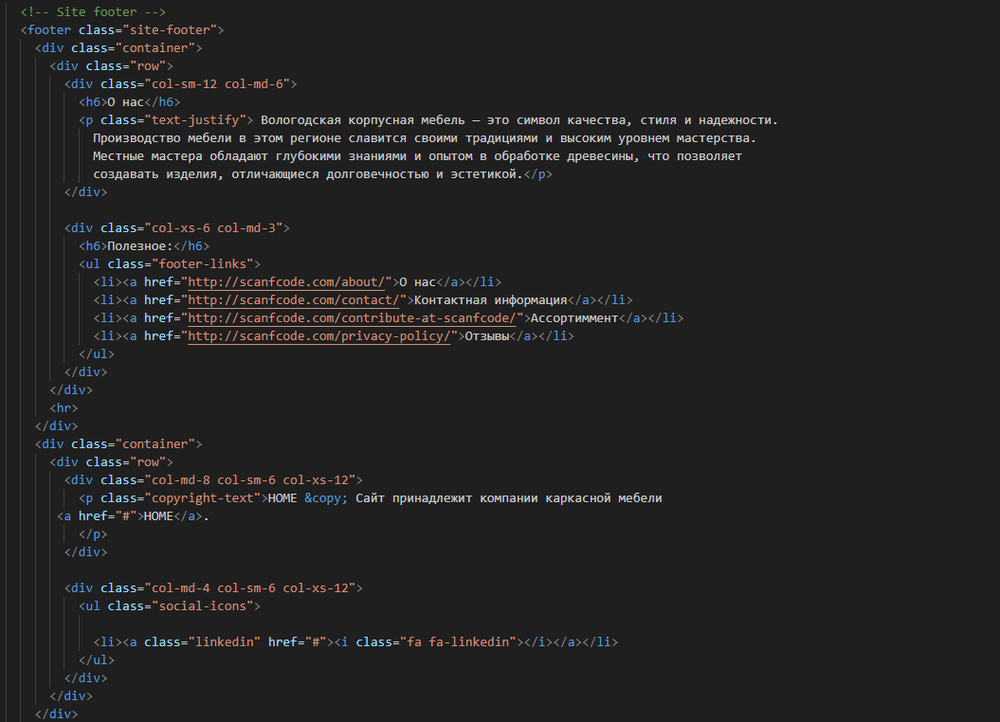 <!-- Site footer -->
<footer class="site-footer">
<div class="container">
<div class="row">
<div class="col-sm-12 col-md-6">
<h6>О нас</h6>
<p class="text-justify"> Вологодская корпусная мебель – это символ качества, стиля и надежности.
Производство мебели в этом регионе славится своими традициями и высоким уровнем мастерства.
Местные мастера обладают глубокими знаниями и опытом в обработке древесины, что позволяет
создавать изделия, отличающиеся долговечностью и эстетикой.</p>
</div>
<div class="col-xs-6 col-md-3">
<h6>Полезное:</h6>
<ul class="footer-links">
<li><a href="http://scanfcode.com/about/">О нас</a></li>
<li><a href="http://scanfcode.com/contact/">Контактная информация</a></li>
<li><a href="http://scanfcode.com/contribute-at-scanfcode/">Ассортиммент</a></li>
<li><a href="http://scanfcode.com/privacy-policy/">Отзывы</a></li>
</ul>
</div>
</div>
<hr>
</div>
<div class="container">
<div class="row">
<div class="col-md-8 col-sm-6 col-xs-12">
<p class="copyright-text">HOME &copy; Сайт принадлежит компании каркасной мебели
<a href="#">HOME</a>.
</p>
</div>
<div class="col-md-4 col-sm-6 col-xs-12">
<ul class="social-icons">
<li><a class="linkedin" href="#"><i class="fa fa-linkedin"></i></a></li>
</ul>
</div>
</div>
</div>